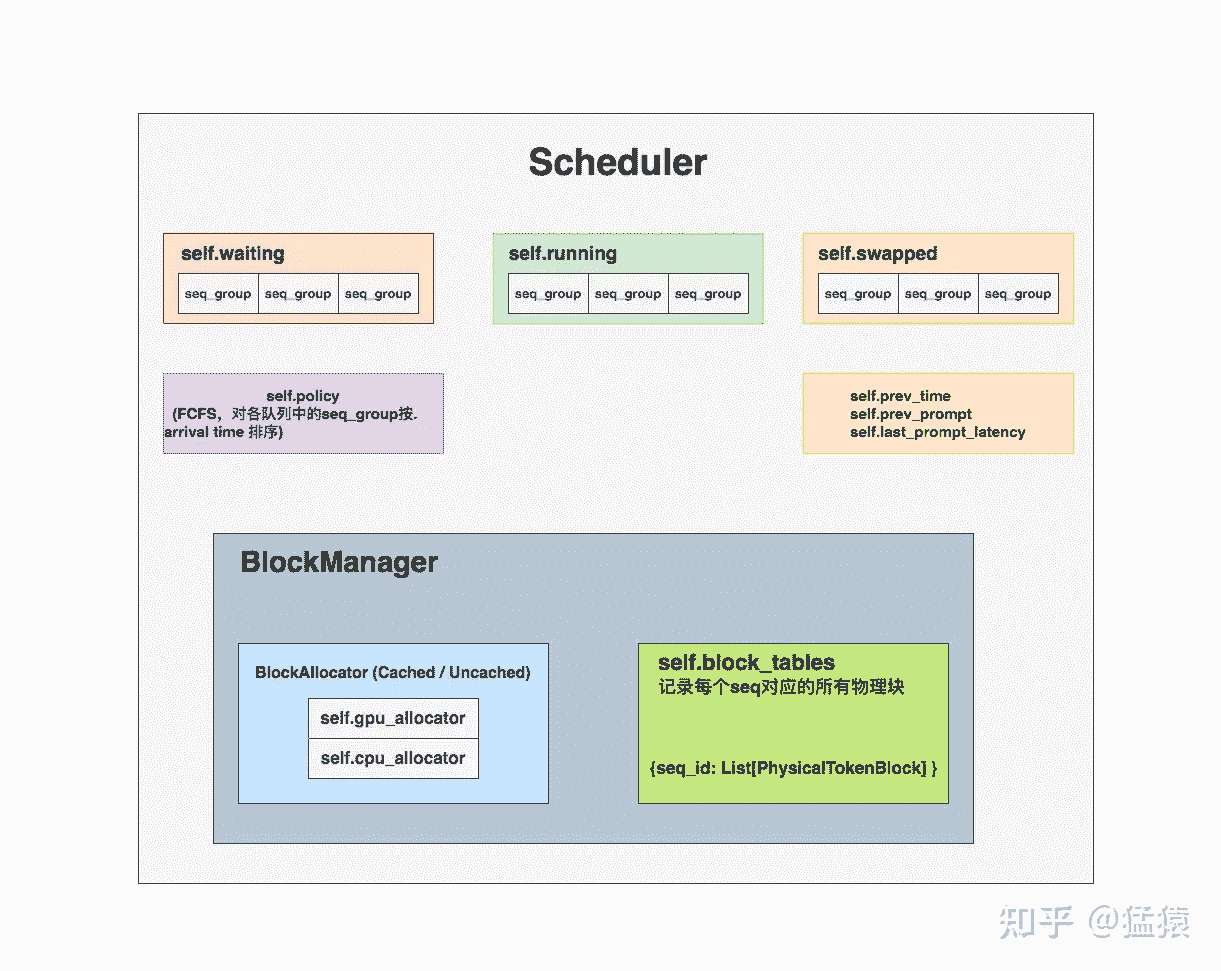 Scheduler
self.waiting
seq_group seq_group seq_group
self.running
seq_group seq_group seq_group
self.swapped
seq_group seq_group seq_group
self.policy
(FCFS，对各队列中的seq_group按.
arrival time 排序)
self.prev_time
self.prev_prompt
self.last_prompt_latency
BlockManager
BlockAllocator (Cached / Uncached)
self.gpu_allocator
self.cpu_allocator
self.block_tables
记录每个seq对应的所有物理块
{seq_id: List[PhysicalTokenBlock] }
知乎 @猛猿